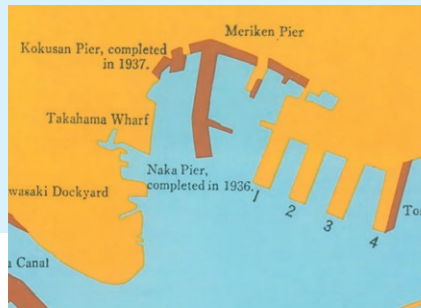 Meriken Pier
Kokusan Pier, completed
in 1937.
Takahama Wharf
Naka Pier,
completed in 1936.
wasaki Dockyard
1
2
3
4
To
a Canal